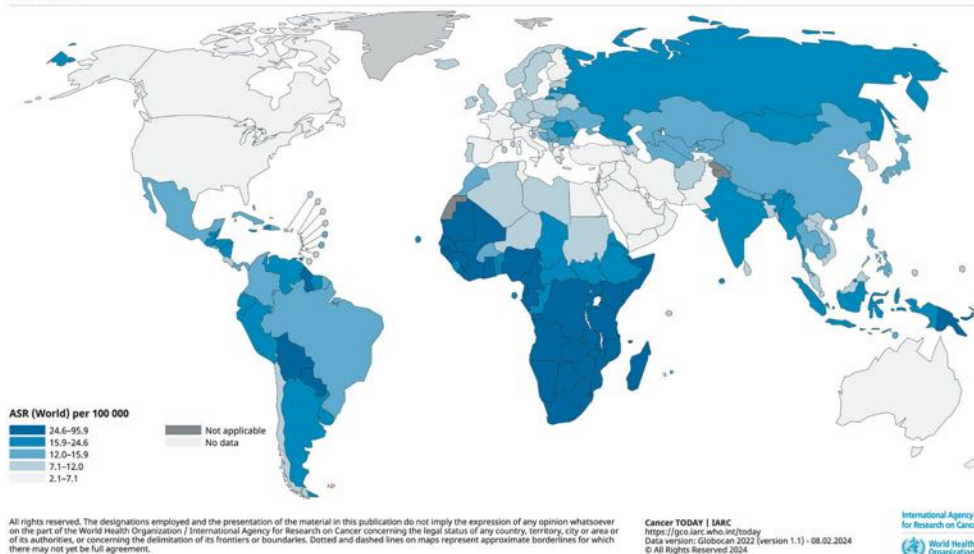 ASR (World) per 100 000
24.6–95.9
15.9–24.6
12.0–15.9
7.1–12.0
2.1–7.1
Not applicable
No data
All rights reserved. The designations employed and the presentation of the material in this publication do not imply the expression of any opinion whatsoever
on the part of the World Health Organization / International Agency for Research on Cancer concerning the legal status of any country, territory, city or area or
of its authorities, or concerning the delimitation of its frontiers or boundaries. Dotted and dashed lines on maps represent approximate borderlines for which
there may not yet be full agreement.
Cancer TODAY | IARC
https://gco.iarc.who.int/today
Data version: Globocan 2022 (version 1.1) - 08.02.2024
© All Rights Reserved 2024
International Agency
for Research on Canc
World Health
Organizatio